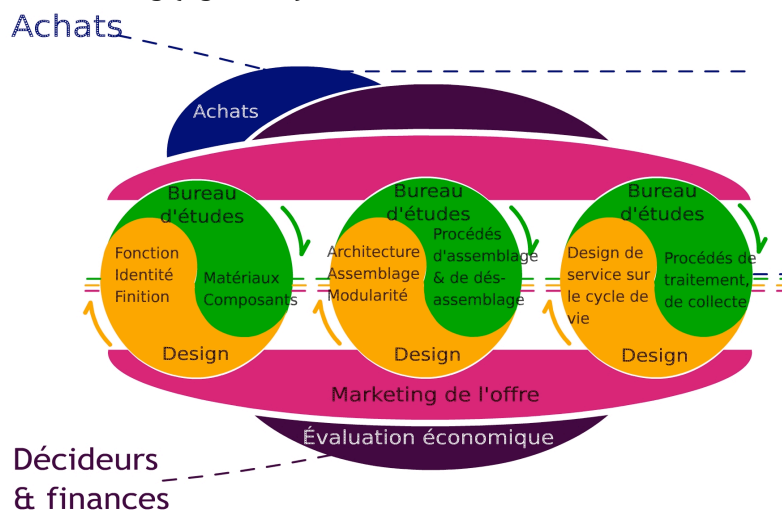 Achats
Achats
Bureau
d'études
Fonction
Identité
Finition
Matériaux
Composants
Design
Bureau
d'études
Architecture
Assemblage
Modularité
Procédés
d'assemblage
& de dés-
assemblage
Design
Bureau
d'études
Design de
service sur
le cycle de
vie
Procédés de
traitement,
de collecte
Design
Marketing de l'offre
Évaluation économique
Décideurs
& finances